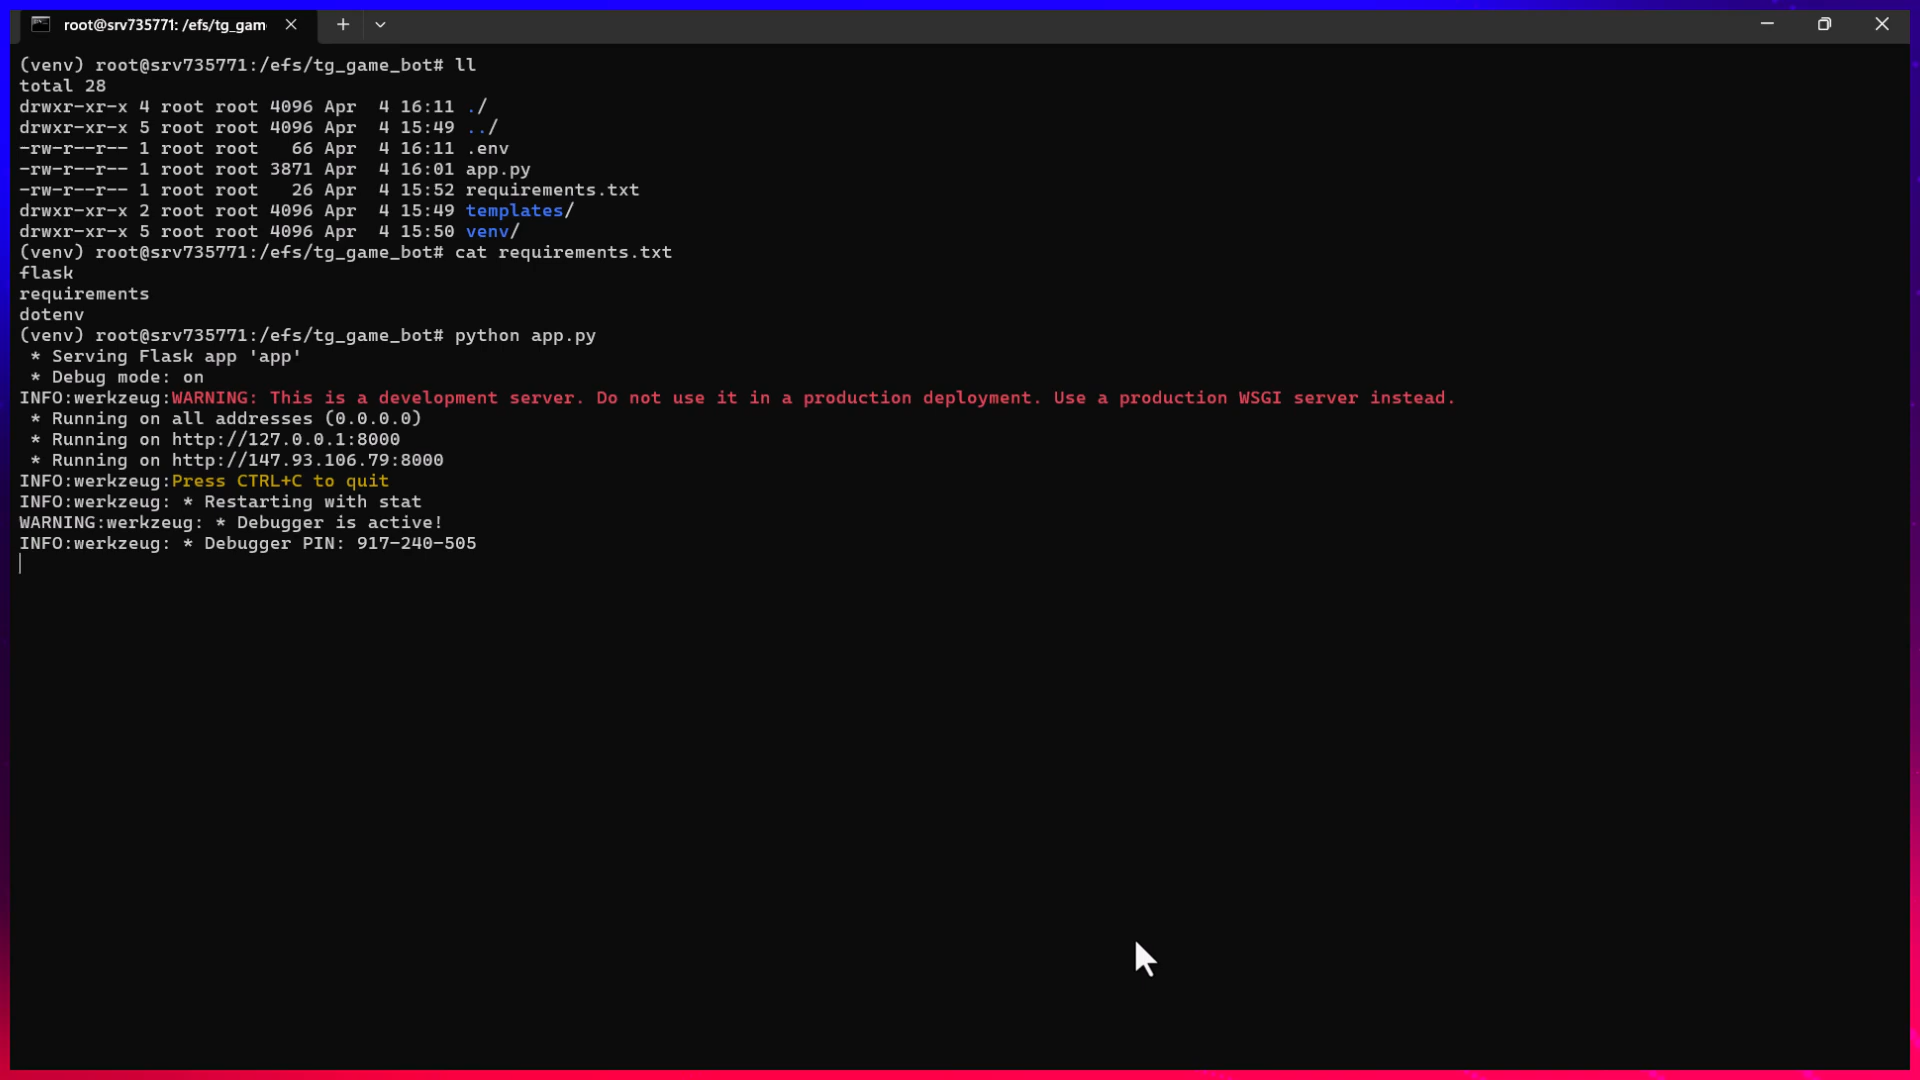 root@srv735771: /efs/tg_gam
(venv) root@srv735771:/efs/tg_game_bot# ll
total 28
drwxr-xr-x 4 root root 4096 Apr  4 16:11 ./
drwxr-xr-x 5 root root 4096 Apr  4 15:49 ../
-rw-r--r-- 1 root root   66 Apr  4 16:11 .env
-rw-r--r-- 1 root root 3871 Apr  4 16:01 app.py
-rw-r--r-- 1 root root   26 Apr  4 15:52 requirements.txt
drwxr-xr-x 2 root root 4096 Apr  4 15:49 templates/
drwxr-xr-x 5 root root 4096 Apr  4 15:50 venv/
(venv) root@srv735771:/efs/tg_game_bot# cat requirements.txt
flask
requirements
dotenv
(venv) root@srv735771:/efs/tg_game_bot# python app.py
 * Serving Flask app 'app'
 * Debug mode: on
INFO:werkzeug:WARNING: This is a development server. Do not use it in a production deployment. Use a production WSGI server instead.
 * Running on all addresses (0.0.0.0)
 * Running on http://127.0.0.1:8000
 * Running on http://147.93.106.79:8000
INFO:werkzeug:Press CTRL+C to quit
INFO:werkzeug: * Restarting with stat
WARNING:werkzeug: * Debugger is active!
INFO:werkzeug: * Debugger PIN: 917-240-505